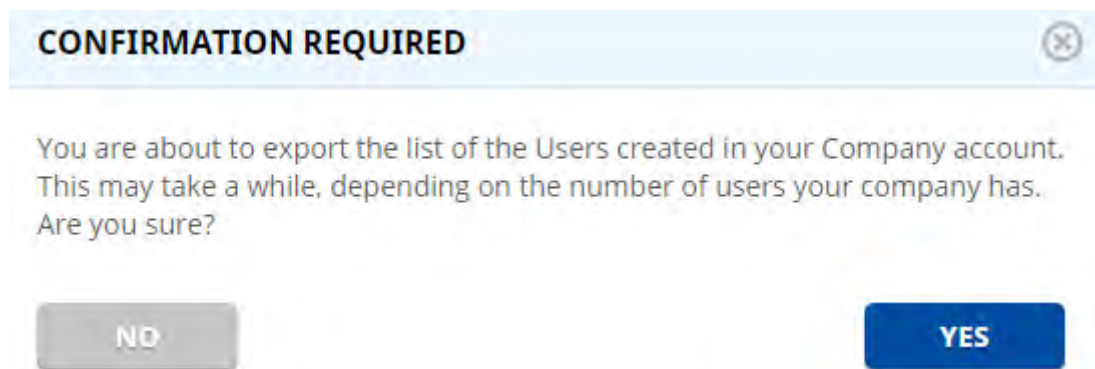 CONFIRMATION REQUIRED
You are about to export the list of the Users created in your Company account.
This may take a while, depending on the number of users your company has.
Are you sure?
NO
YES